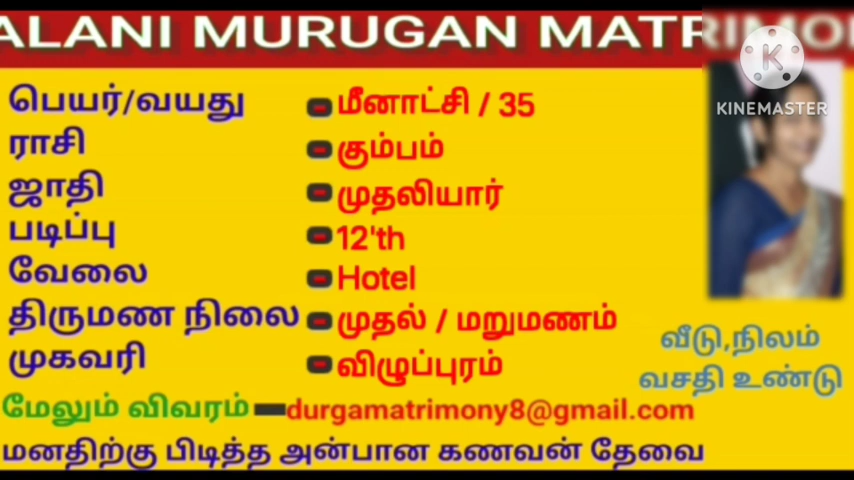 ALANI MURUGAN MATRIMON
KINEMASTER
பெயர்/வயது - மீனாட்சி / 35
ராசி - கும்பம்
ஜாதி - முதலியார்
படிப்பு - 12'th
வேலை - Hotel
திருமண நிலை - முதல் / மறுமணம்
முகவரி - விழுப்புரம்
வீடு,நிலம்
வசதி உண்டு
மேலும் விவரம் - durgamatrimony8@gmail.com
மனதிற்கு பிடித்த அன்பான கணவன் தேவை